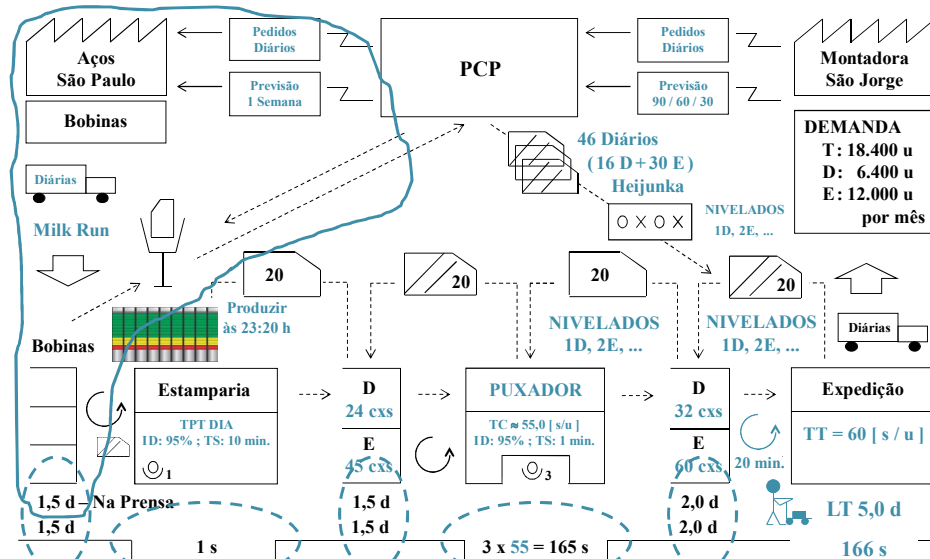 Aços
São Paulo
Bobinas
Diárias
Milk Run
Bobinas
Pedidos
Diários
Previsão
1 Semana
PCP
Pedidos
Diários
Previsão
90 / 60 / 30
Montadora
São Jorge
DEMANDA
T: 18.400 u
D: 6.400 u
E: 12.000 u
por mês
46 Diários
( 16 D + 30 E )
Heijunka
O X O X
NIVELADOS
1D, 2E, ...
20
20
20
20
Produzir
às 23:20 h
NIVELADOS
1D, 2E, ...
NIVELADOS
1D, 2E, ...
Diárias
Estamparia
TPT DIA
ID: 95% ; TS: 10 min.
1
D
24 cxs
E
45 cxs
PUXADOR
TC ≈ 55,0 [ s/u ]
ID: 95% ; TS: 1 min.
3
D
32 cxs
E
60 cxs
20 min.
Expedição
TT = 60 [ s / u ]
1,5 d – Na Prensa
1,5 d
1,5 d
1,5 d
2,0 d
2,0 d
LT 5,0 d
1 s
3 x 55 = 165 s
166 s